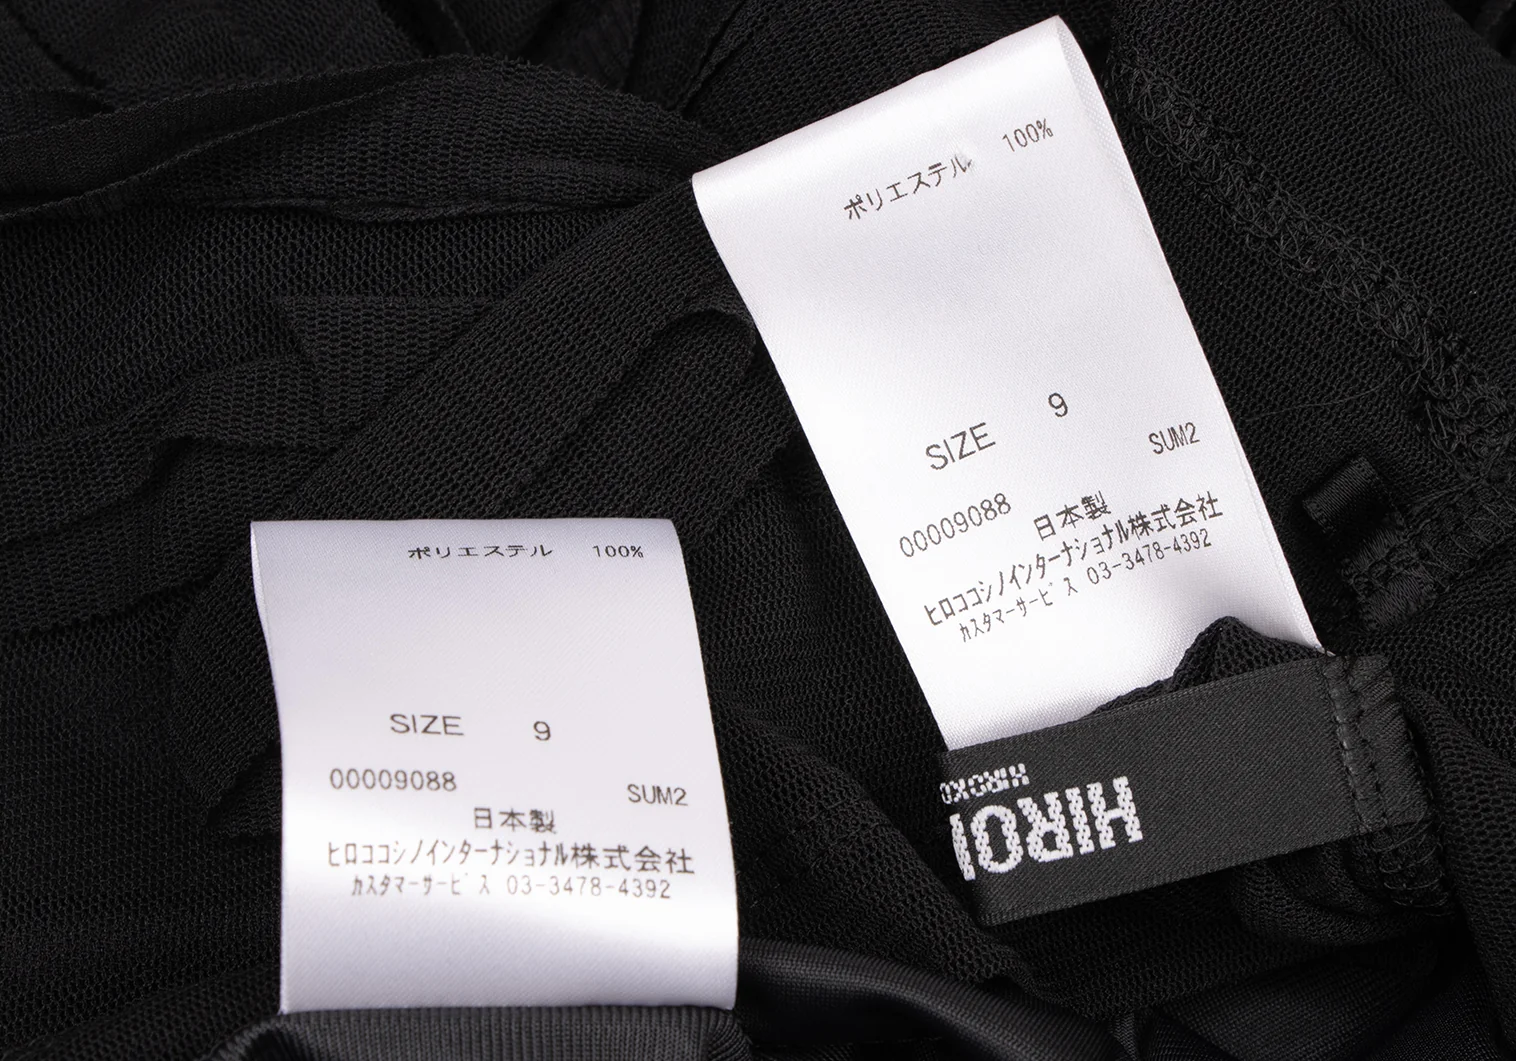 ポリエステル 100%
SIZE 9
00009088 SUM2
日本製
ヒロココシノインターナショナル株式会社
カスタマーサービス 03-3478-4392
ポリエステル 100%
SIZE 9
SUM2
00009088 日本製
ヒロココシノインターナショナル株式会社
カスタマーサービス 03-3478-4392
HIROKO